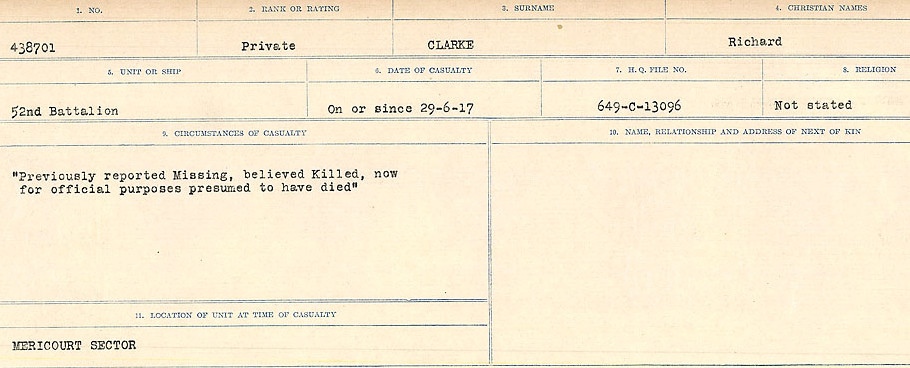 1. NO.
2. RANK OR RATING
3. SURNAME
4. CHRISTIAN NAMES
438701
Private
CLARKE
Richard
5. UNIT OR SHIP
6. DATE OF CASUALTY
7. H. Q. FILE NO.
8. RELIGION
52nd Battalion
On or since 29-6-17
649-C-13096
Not stated
9. CIRCUMSTANCES OF CASUALTY
10. NAME, RELATIONSHIP AND ADDRESS OF NEXT OF KIN
"Previously reported Missing, believed Killed, now
for official purposes presumed to have died"
11. LOCATION OF UNIT AT TIME OF CASUALTY
MERICOURT SECTOR